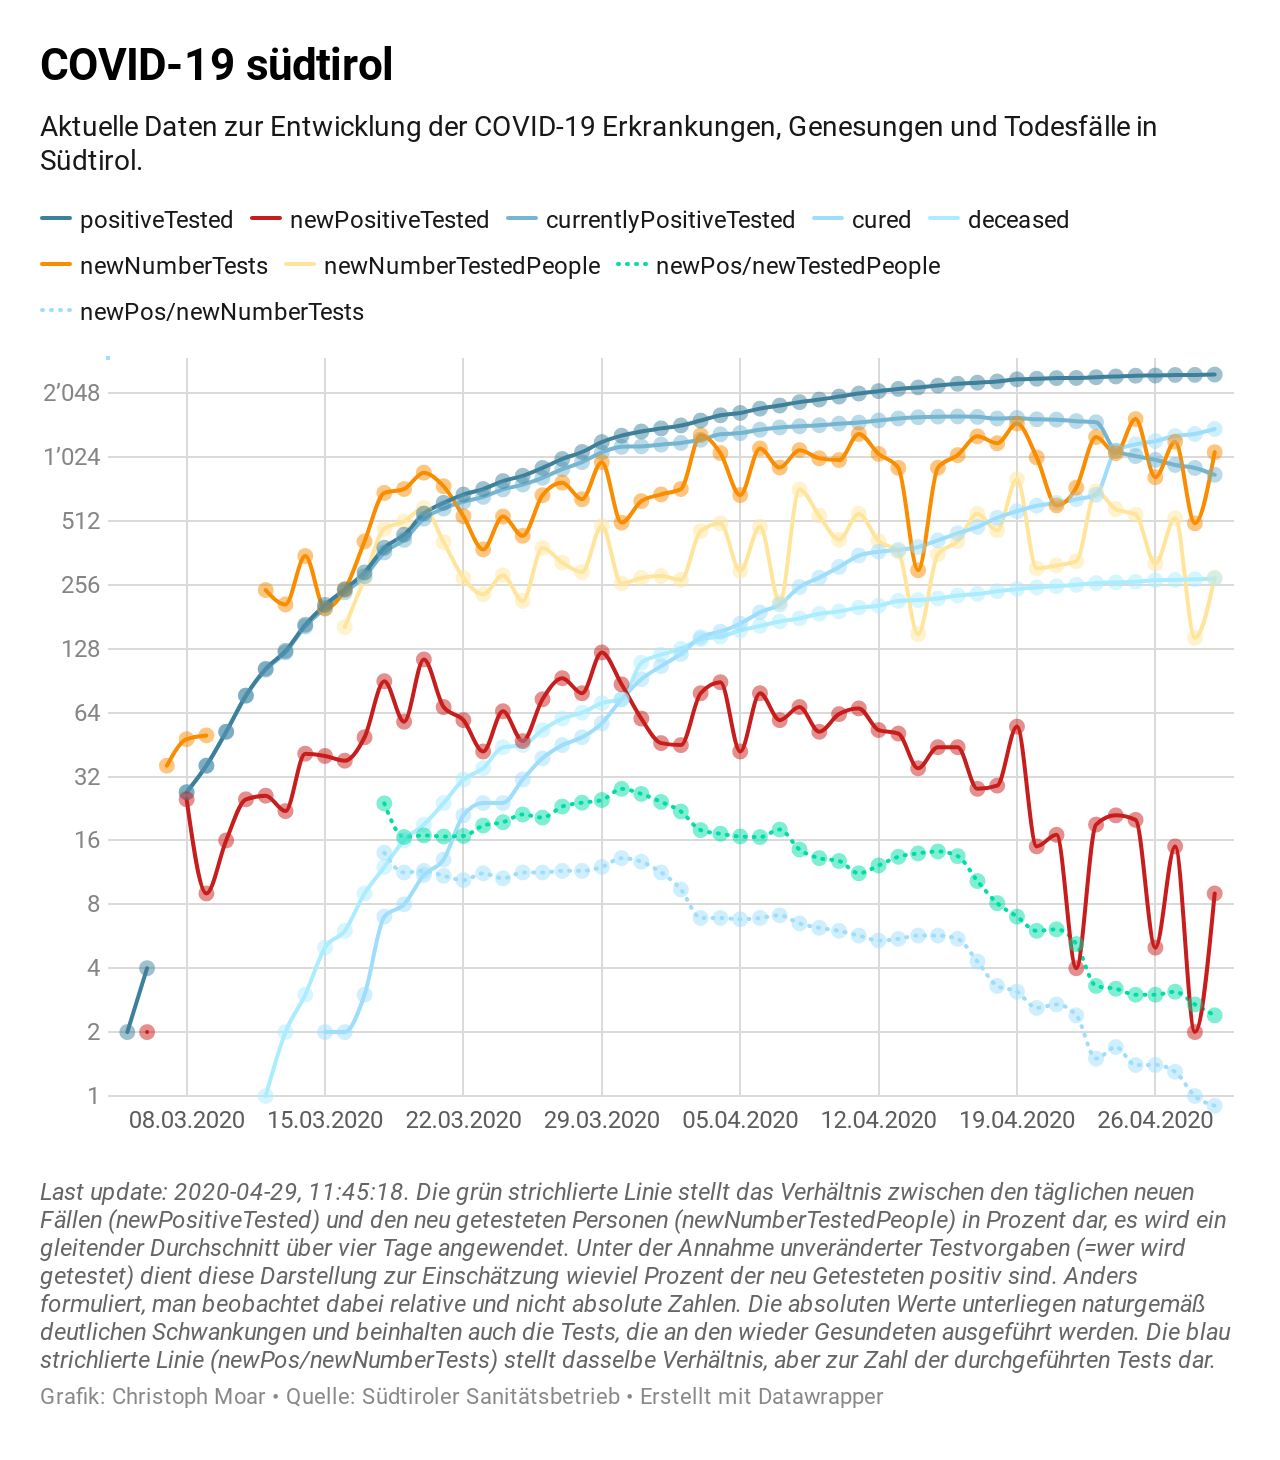 COVID-19 südtirol
Aktuelle Daten zur Entwicklung der COVID-19 Erkrankungen, Genesungen und Todesfälle in
Südtirol.
positiveTested newPositiveTested currentlyPositiveTested cured deceased
newNumberTests newNumberTestedPeople newPos/newTestedPeople
newPos/newNumberTests
2’048
1’024
512
256
128
64
32
16
8
4
2
1
08.03.2020 15.03.2020 22.03.2020 29.03.2020 05.04.2020 12.04.2020 19.04.2020 26.04.2020
Last update: 2020-04-29, 11:45:18. Die grün strichlierte Linie stellt das Verhältnis zwischen den täglichen neuen
Fällen (newPositiveTested) und den neu getesteten Personen (newNumberTestedPeople) in Prozent dar, es wird ein
gleitender Durchschnitt über vier Tage angewendet. Unter der Annahme unveränderter Testvorgaben (=wer wird
getestet) dient diese Darstellung zur Einschätzung wieviel Prozent der neu Getesteten positiv sind. Anders
formuliert, man beobachtet dabei relative und nicht absolute Zahlen. Die absoluten Werte unterliegen naturgemäß
deutlichen Schwankungen und beinhalten auch die Tests, die an den wieder Gesundeten ausgeführt werden. Die blau
strichlierte Linie (newPos/newNumberTests) stellt dasselbe Verhältnis, aber zur Zahl der durchgeführten Tests dar.
Grafik: Christoph Moar • Quelle: Südtiroler Sanitätsbetrieb • Erstellt mit Datawrapper